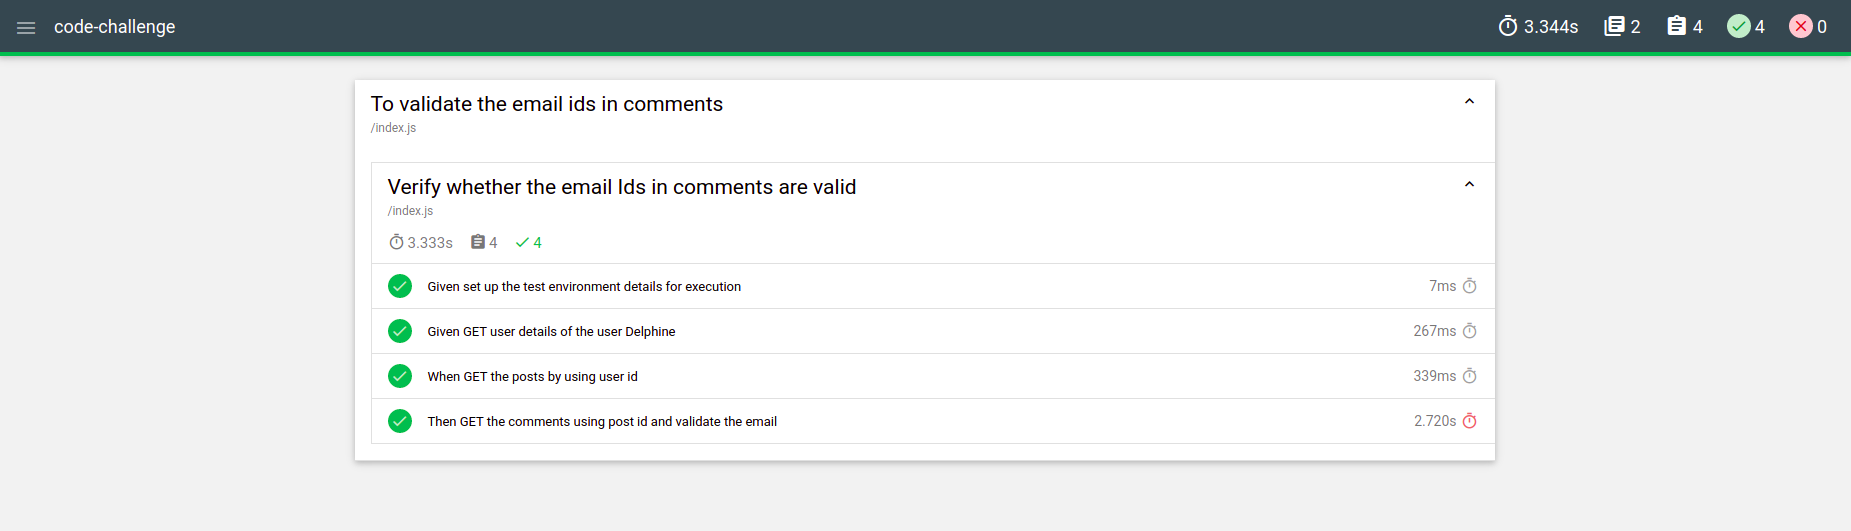 code-challenge 3.344s 2 4 4 0
To validate the email ids in comments
/index.js
Verify whether the email Ids in comments are valid
/index.js
3.333s 4 4
Given set up the test environment details for execution 7ms
Given GET user details of the user Delphine 267ms
When GET the posts by using user id 339ms
Then GET the comments using post id and validate the email 2.720s